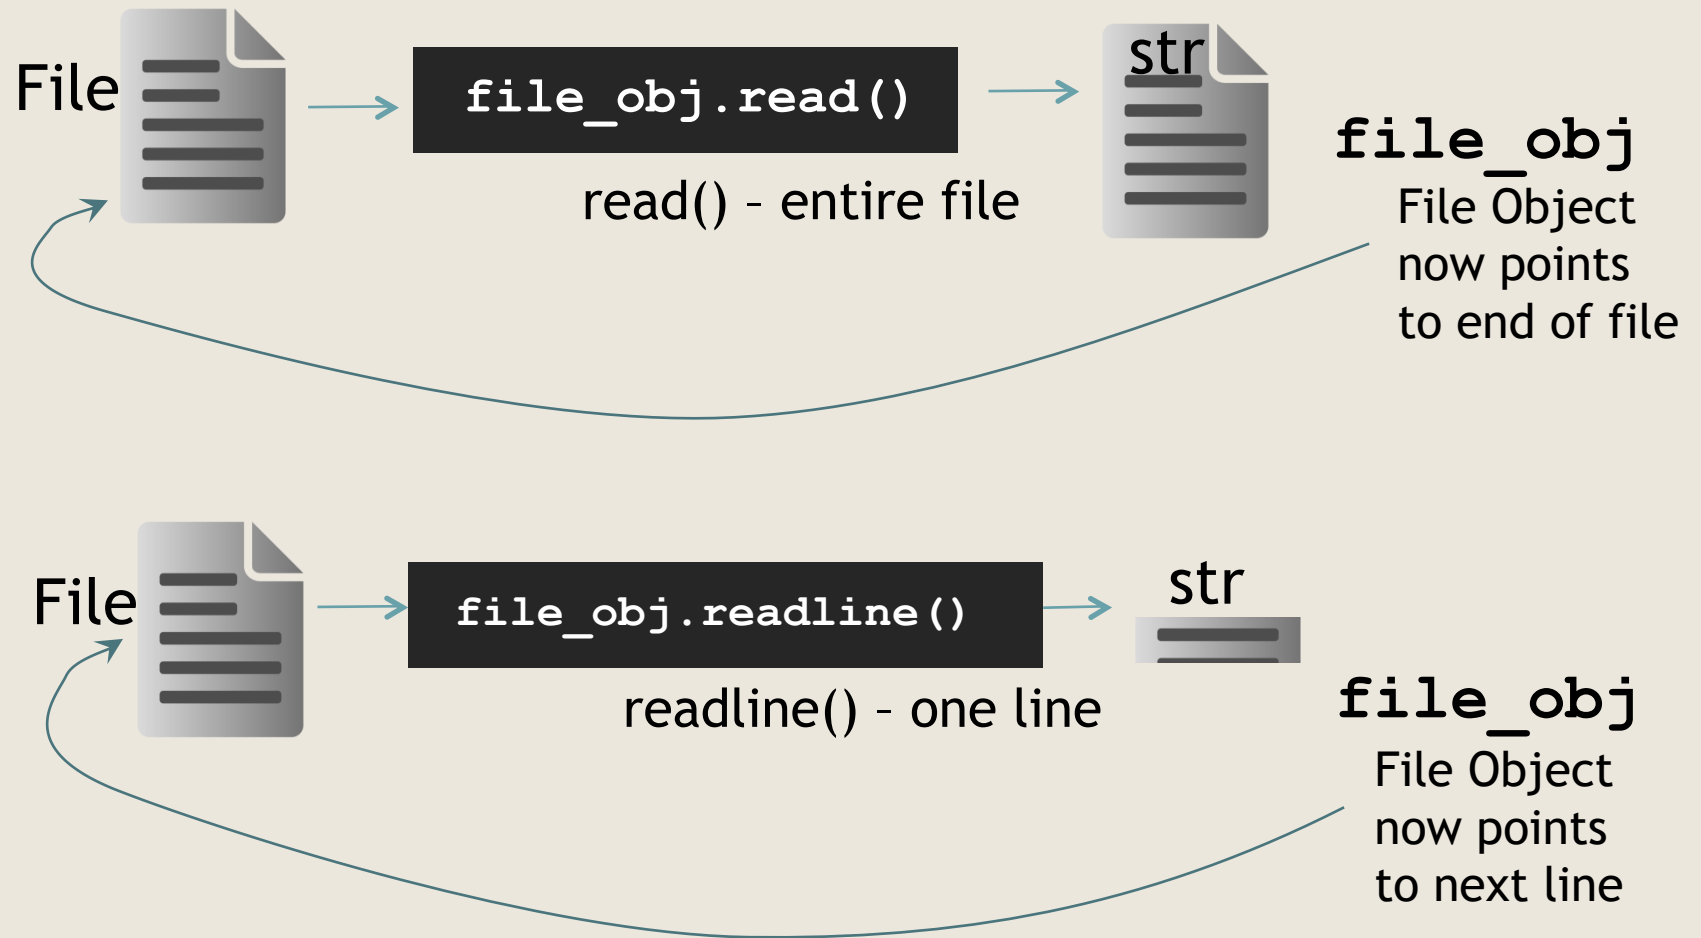 File
file_obj.read()
str
read() – entire file
file_obj
File Object
now points
to end of file
File
file_obj.readline()
str
readline() – one line
file_obj
File Object
now points
to next line